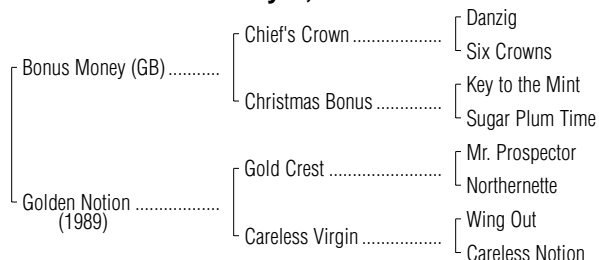 Danzig
Chief's Crown ...................
Six Crowns
Bonus Money (GB) ...........
Key to the Mint
Christmas Bonus ..............
Sugar Plum Time
Mr. Prospector
Gold Crest ........................
Northernette
Golden Notion ..................
(1989)
Wing Out
Careless Virgin .................
Careless Notion